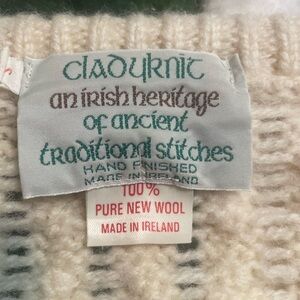 cladyknit
an irish heritage
of ancient
traditional stitches
HAND FINISHED
MADE IN IRELAND
100%
PURE NEW WOOL
MADE IN IRELAND